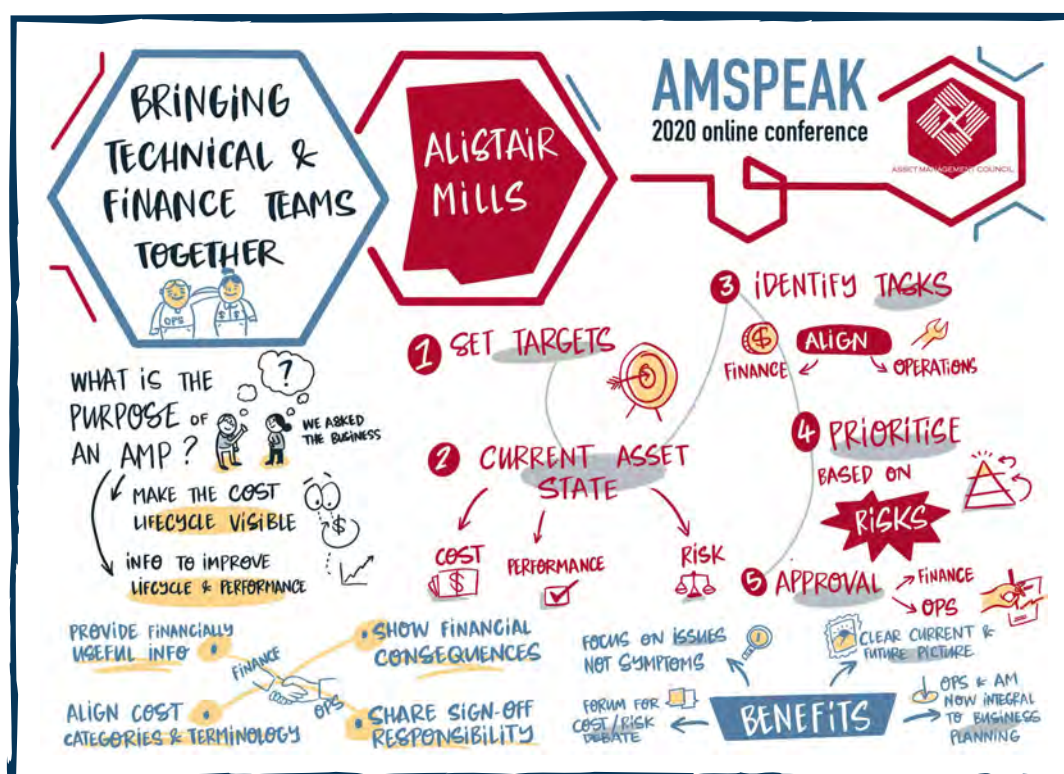 BRINGING
TECHNICAL &
FINANCE TEAMS
TOGETHER
OPS
$ $
ALISTAIR
MILLS
AMSPEAK
2020 online conference
ASSET MANAGEMENT COUNCIL
WHAT IS THE
PURPOSE OF
AN AMP?
?
WE ASKED
THE BUSINESS
MAKE THE COST
LIFECYCLE VISIBLE
$
INFO TO IMPROVE
LIFECYCLE & PERFORMANCE
1 SET TARGETS
$
2 CURRENT ASSET
STATE
COST
$
PERFORMANCE
RISK
3 IDENTIFY TASKS
$
ALIGN
FINANCE
OPERATIONS
4 PRIORITISE
BASED ON
RISKS
5 APPROVAL
FINANCE
OPS
PROVIDE FINANCIALLY
USEFUL INFO
SHOW FINANCIAL
CONSEQUENCES
FINANCE
OPS
ALIGN COST
CATEGORIES & TERMINOLOGY
SHARE SIGN-OFF
RESPONSIBILITY
FOCUS ON ISSUES
NOT SYMPTOMS
CLEAR CURRENT &
FUTURE PICTURE
FORUM FOR
COST/RISK
DEBATE
BENEFITS
OPS & AM
NOW INTEGRAL
TO BUSINESS
PLANNING